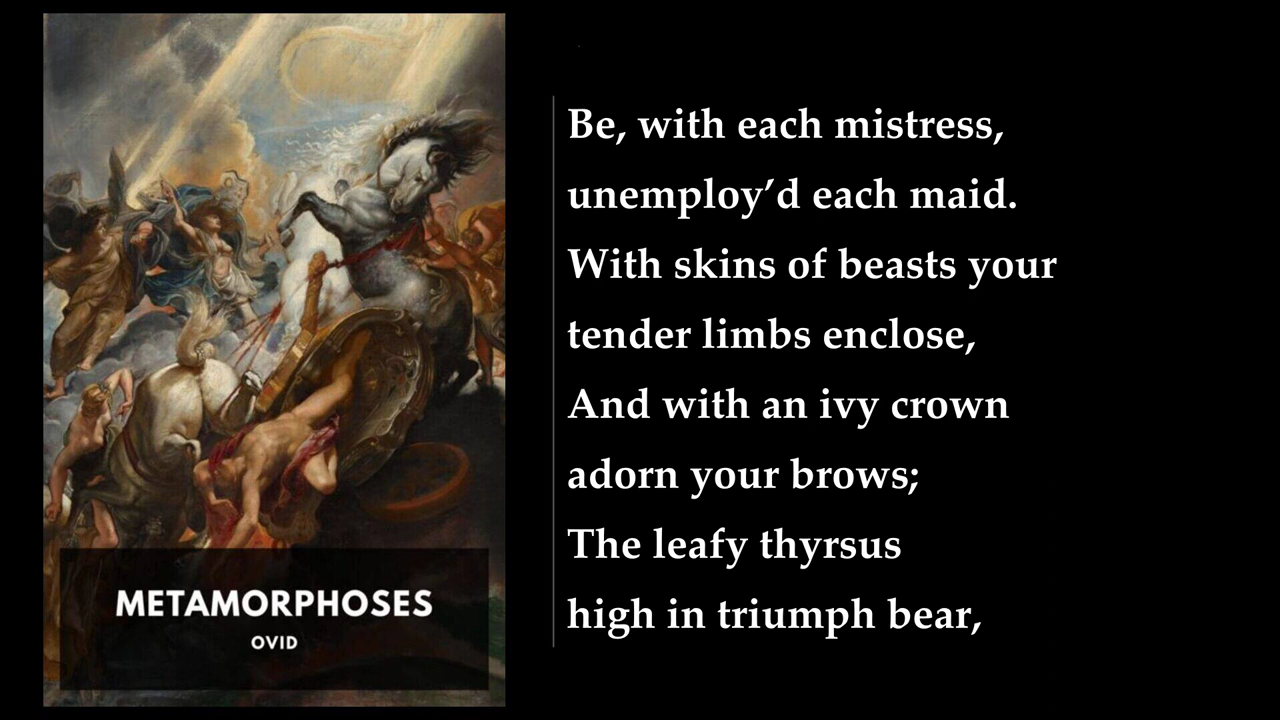 METAMORPHOSES
OVID
Be, with each mistress,
unemploy’d each maid.
With skins of beasts your
tender limbs enclose,
And with an ivy crown
adorn your brows;
The leafy thyrsus
high in triumph bear,